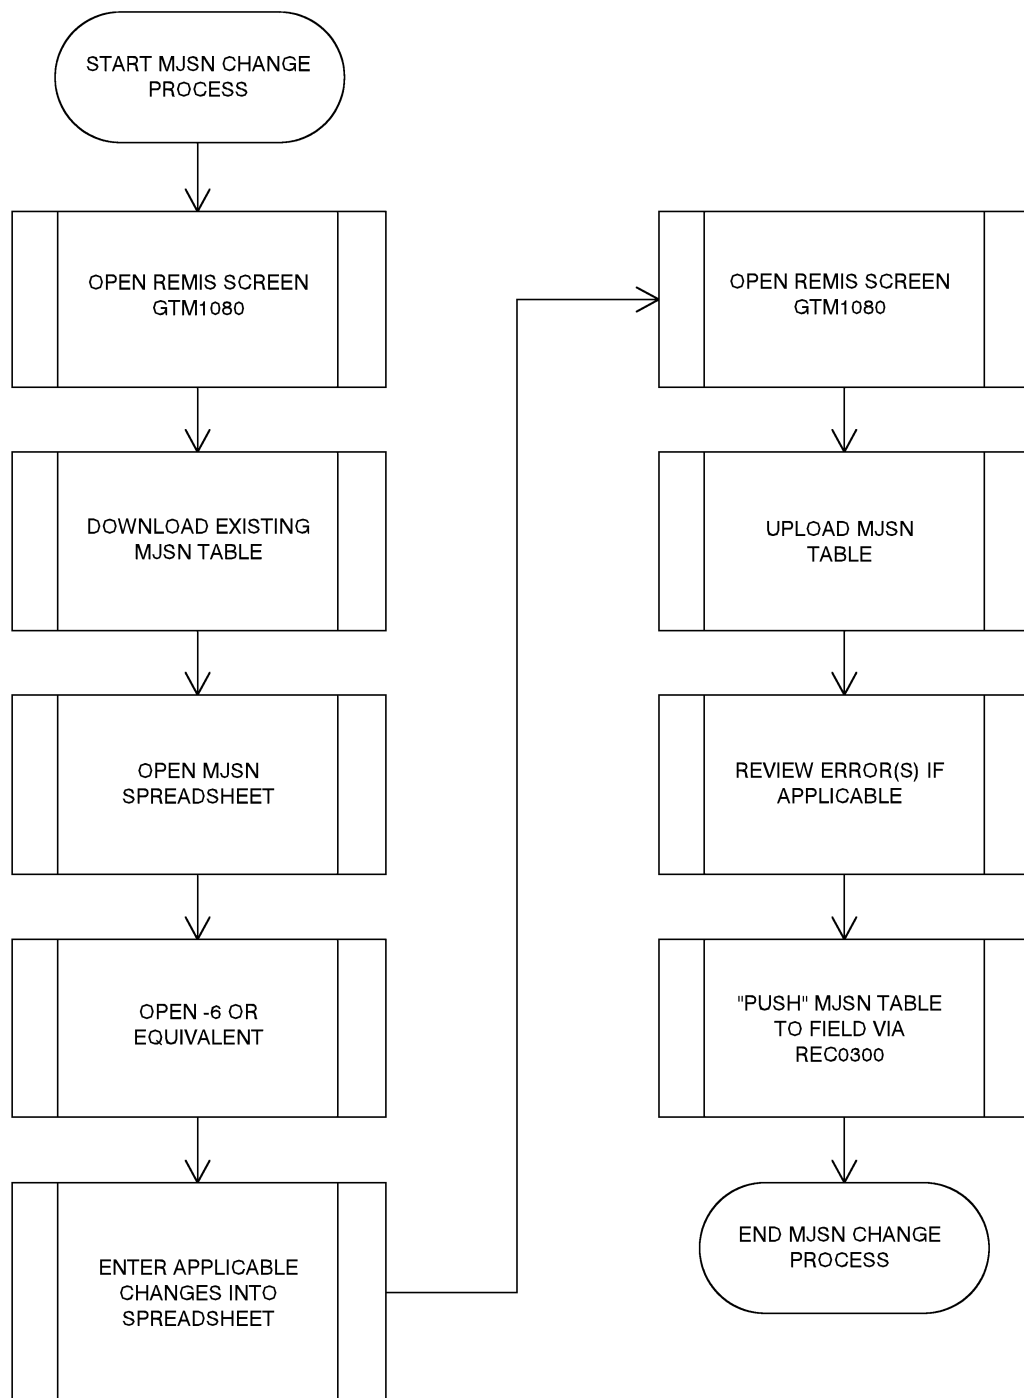 START MJSN CHANGE
PROCESS
OPEN REMIS SCREEN
GTM1080
DOWNLOAD EXISTING
MJSN TABLE
OPEN MJSN
SPREADSHEET
OPEN -6 OR
EQUIVALENT
ENTER APPLICABLE
CHANGES INTO
SPREADSHEET
OPEN REMIS SCREEN
GTM1080
UPLOAD MJSN
TABLE
REVIEW ERROR(S) IF
APPLICABLE
"PUSH" MJSN TABLE
TO FIELD VIA
REC0300
END MJSN CHANGE
PROCESS